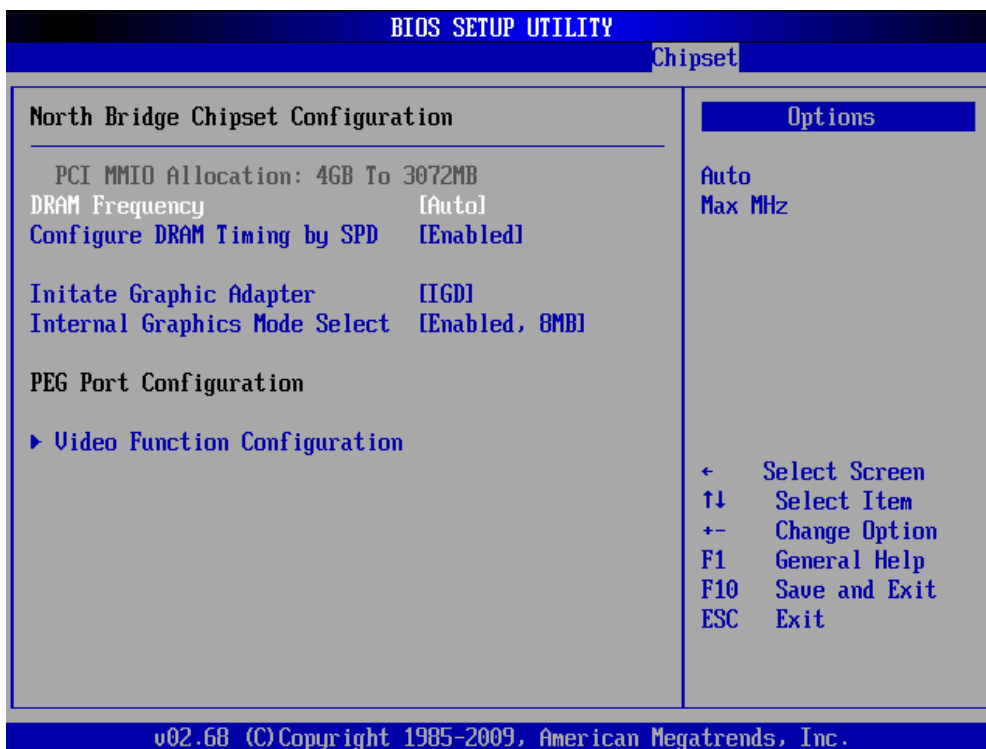 BIOS SETUP UTILITY
Chipset
North Bridge Chipset Configuration
PCI MMIO Allocation: 4GB To 3072MB
DRAM Frequency [Auto]
Configure DRAM Timing by SPD [Enabled]
Initate Graphic Adapter [IGD]
Internal Graphics Mode Select [Enabled, 8MB]
PEG Port Configuration
▶ Video Function Configuration
Options
Auto
Max MHz
← Select Screen
↑↓ Select Item
+- Change Option
F1 General Help
F10 Save and Exit
ESC Exit
v02.68 (C)Copyright 1985-2009, American Megatrends, Inc.